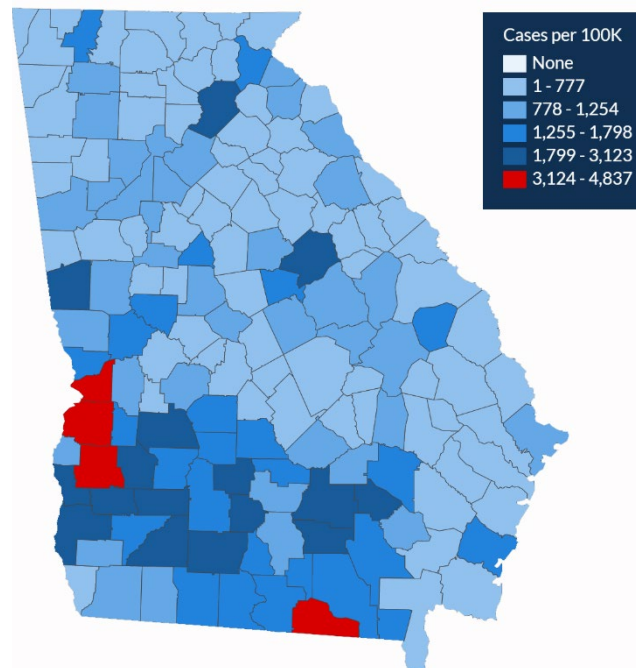 Cases per 100K
None
1 - 777
778 - 1,254
1,255 - 1,798
1,799 - 3,123
3,124 - 4,837